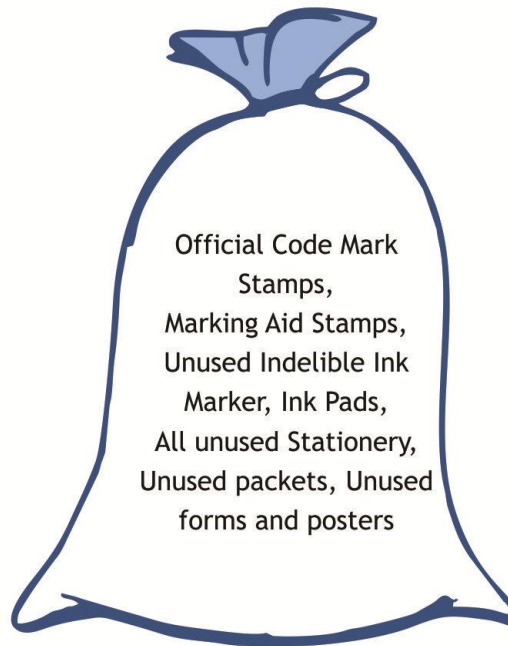 Official Code Mark
Stamps,
Marking Aid Stamps,
Unused Indelible Ink
Marker, Ink Pads,
All unused Stationery,
Unused packets, Unused
forms and posters